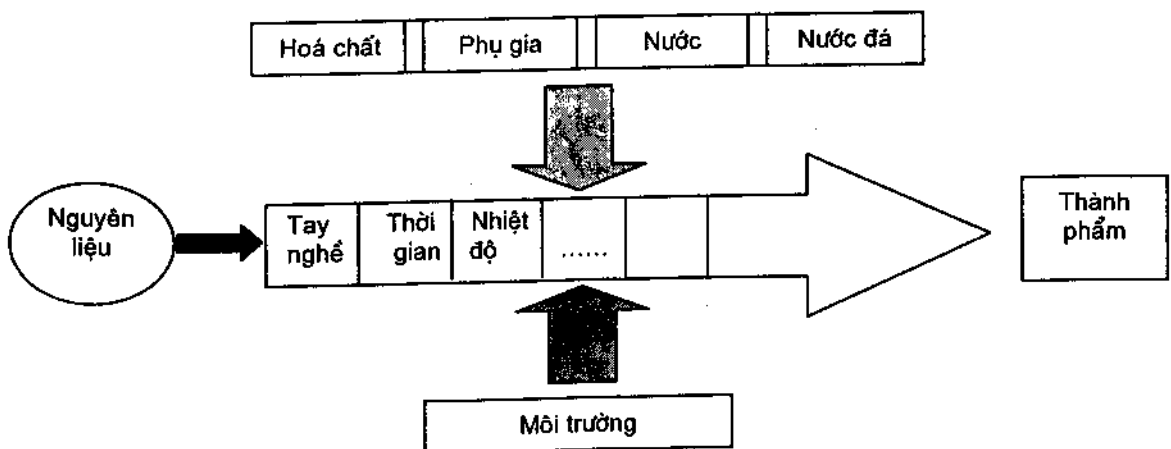 Hoá chất
Phụ gia
Nước
Nước đá
Nguyên
liệu
Tay
nghề
Thời
gian
Nhiệt
độ
......
Thành
phẩm
Môi trường